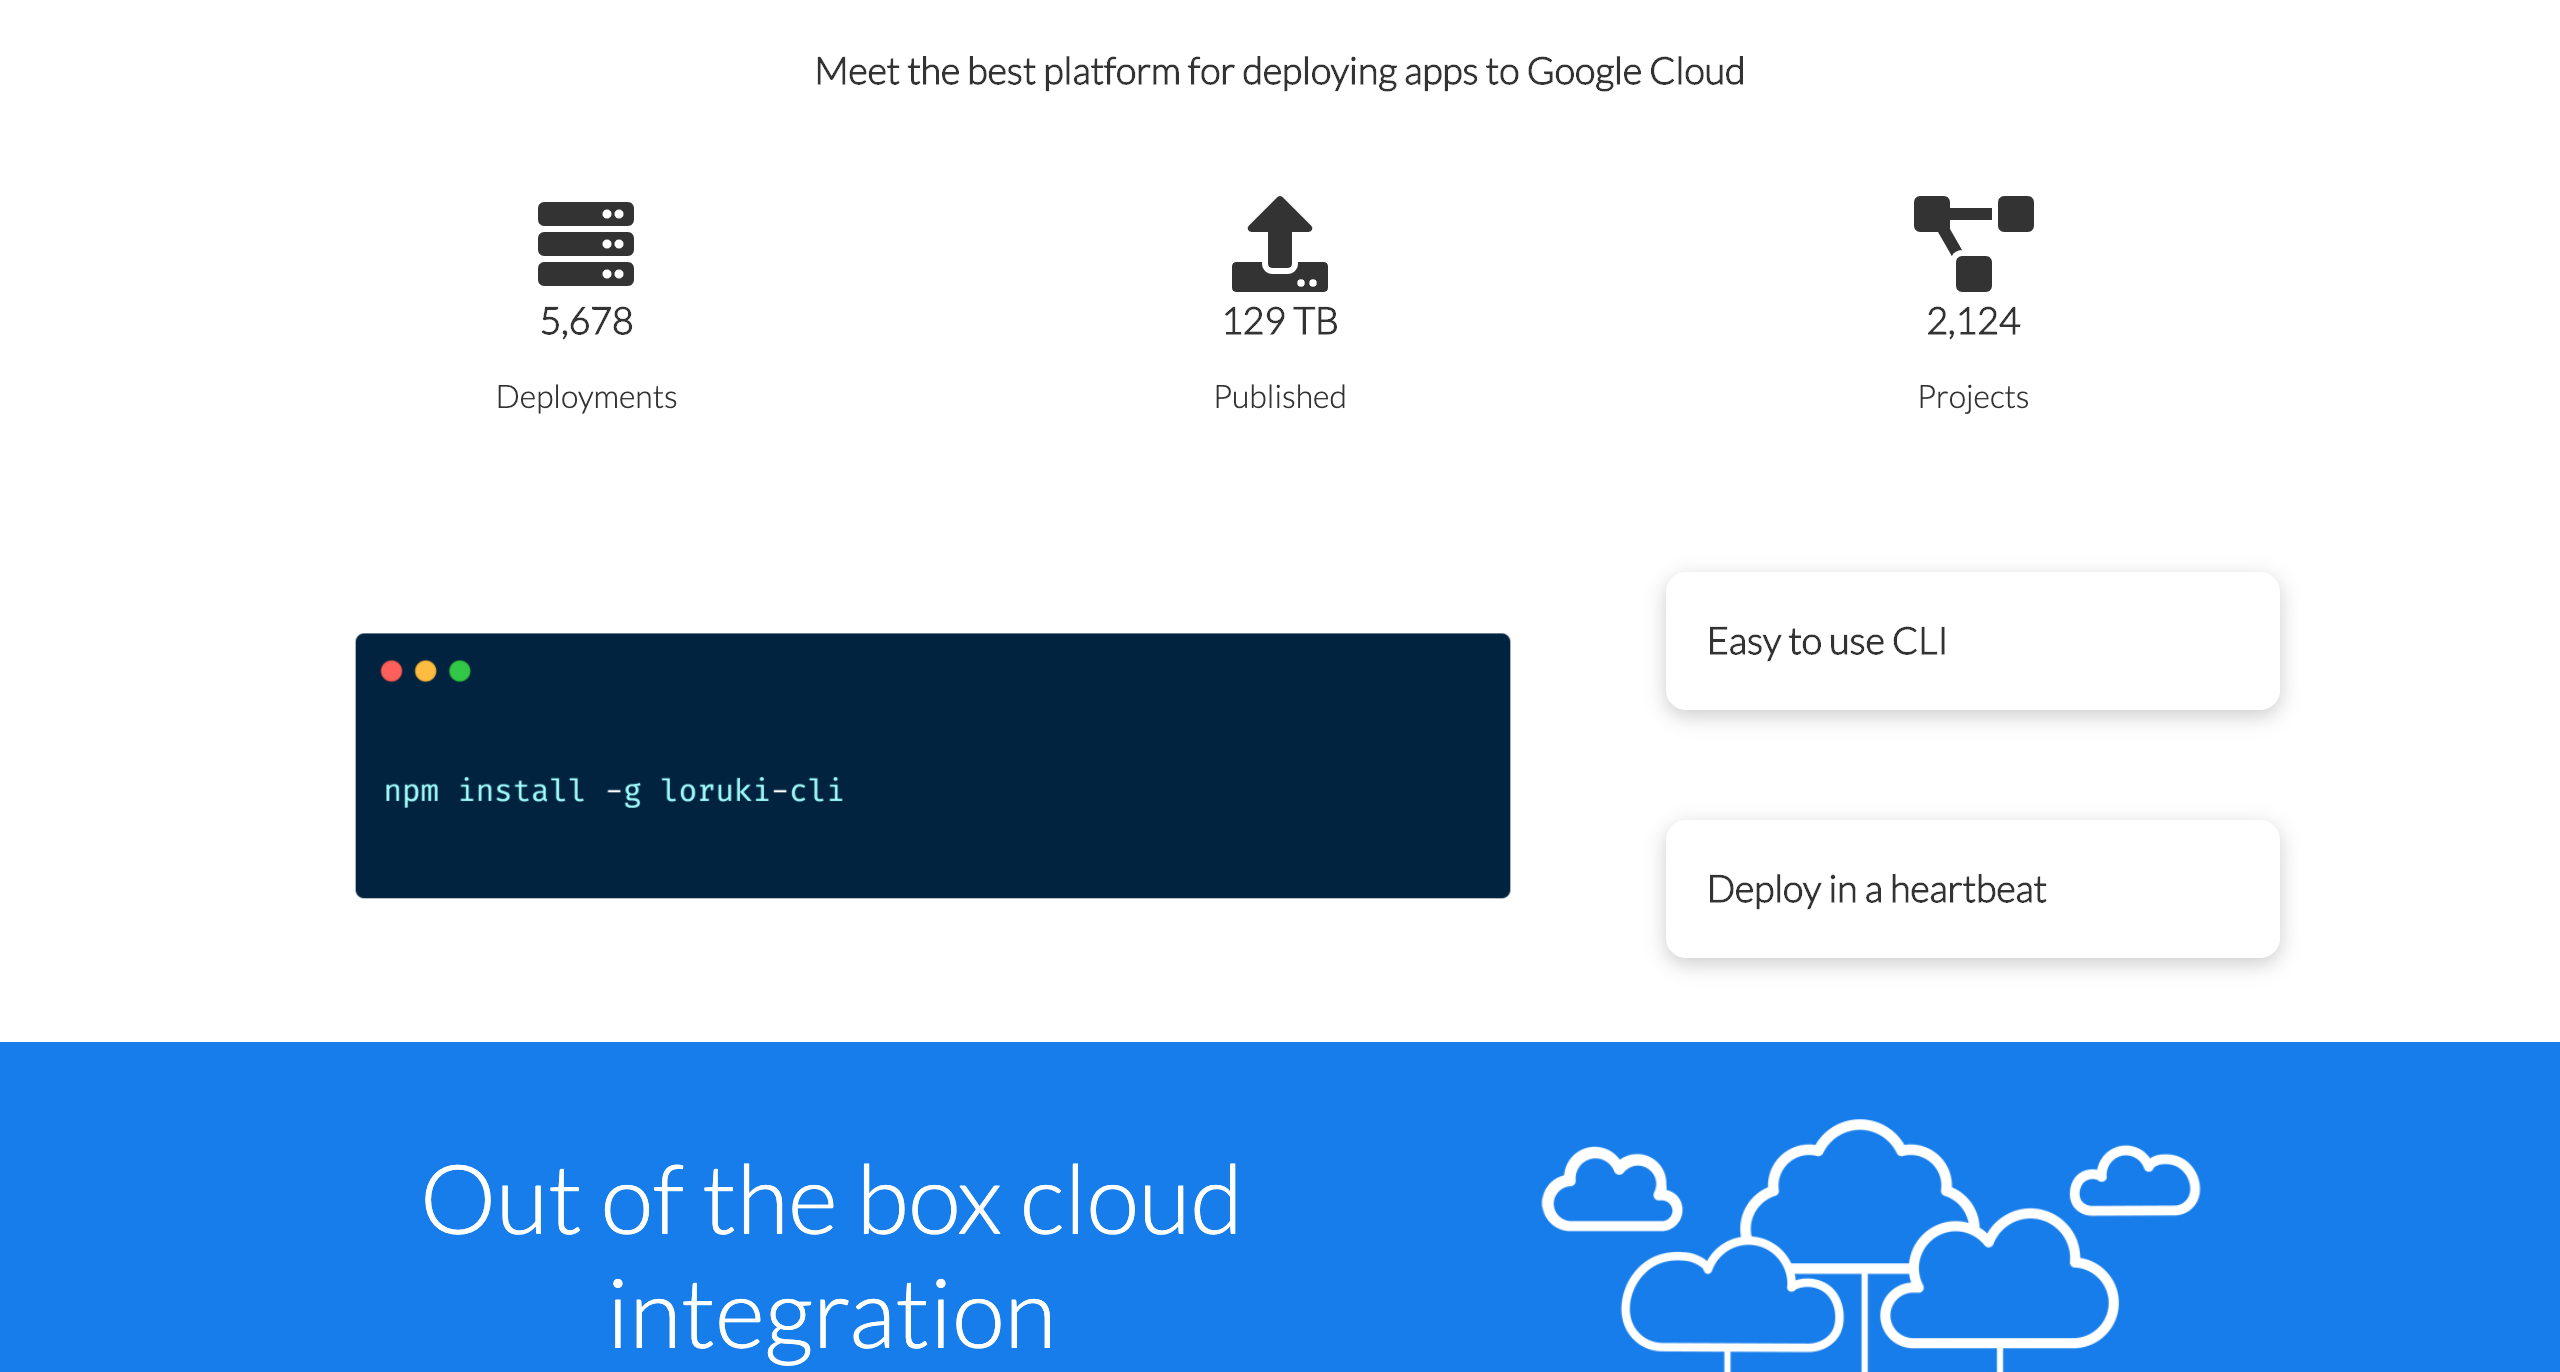 Meet the best platform for deploying apps to Google Cloud
5,678
Deployments
129 TB
Published
2,124
Projects
npm install -g loruki-cli
Easy to use CLI
Deploy in a heartbeat
Out of the box cloud
integration